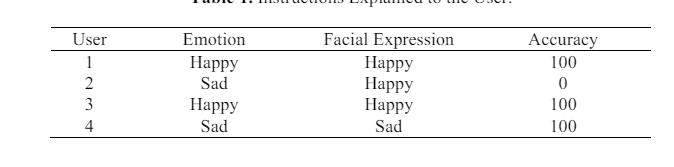 Table 1. Instructions Explained to the User.
User Emotion Facial Expression Accuracy
1 Happy Happy 100
2 Sad Happy 0
3 Happy Happy 100
4 Sad Sad 100